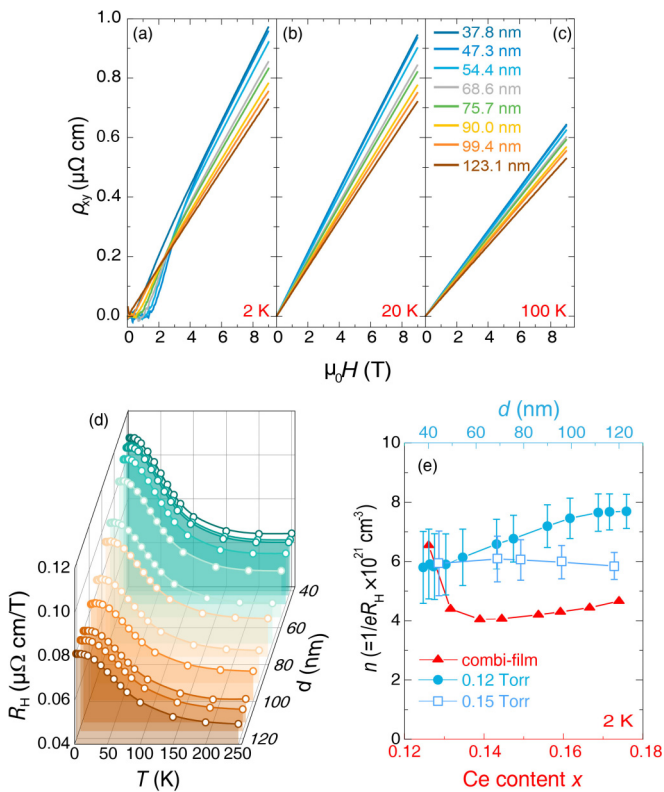 (a)
(b)
(c)
1.0
0.8
0.6
0.4
0.2
0.0
ρxy (μΩ cm)
37.8 nm
47.3 nm
54.4 nm
68.6 nm
75.7 nm
90.0 nm
99.4 nm
123.1 nm
2 K
20 K
100 K
0 2 4 6 8
0 2 4 6 8
0 2 4 6 8
μ0H (T)
(d)
0.12
0.10
0.08
0.06
0.04
RH (μΩ cm/T)
0 50 100 150 200 250
T (K)
40
60
80
100
120
d (nm)
d (nm)
40 60 80 100 120
(e)
10
8
6
4
2
0
n (=1/eRH ×10²¹ cm⁻³)
combi-film
0.12 Torr
0.15 Torr
2 K
0.12 0.14 0.16 0.18
Ce content x